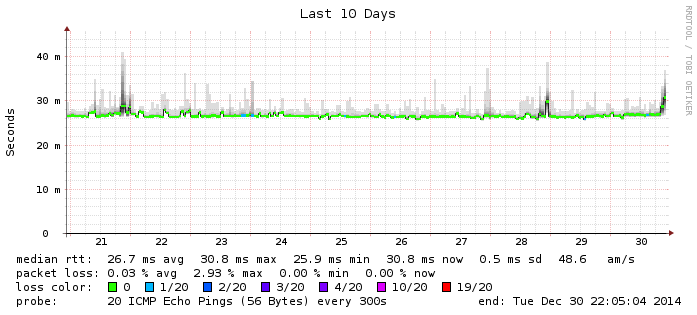 Last 10 Days
RRDTOOL / TOBI OETIKER
Seconds
40 m
30 m
20 m
10 m
0
21 22 23 24 25 26 27 28 29 30
median rtt: 26.7 ms avg 30.8 ms max 25.9 ms min 30.8 ms now 0.5 ms sd 48.6 am/s
packet loss: 0.03 % avg 2.93 % max 0.00 % min 0.00 % now
loss color: 0 1/20 2/20 3/20 4/20 10/20 19/20
probe: 20 ICMP Echo Pings (56 Bytes) every 300s end: Tue Dec 30 22:05:04 2014